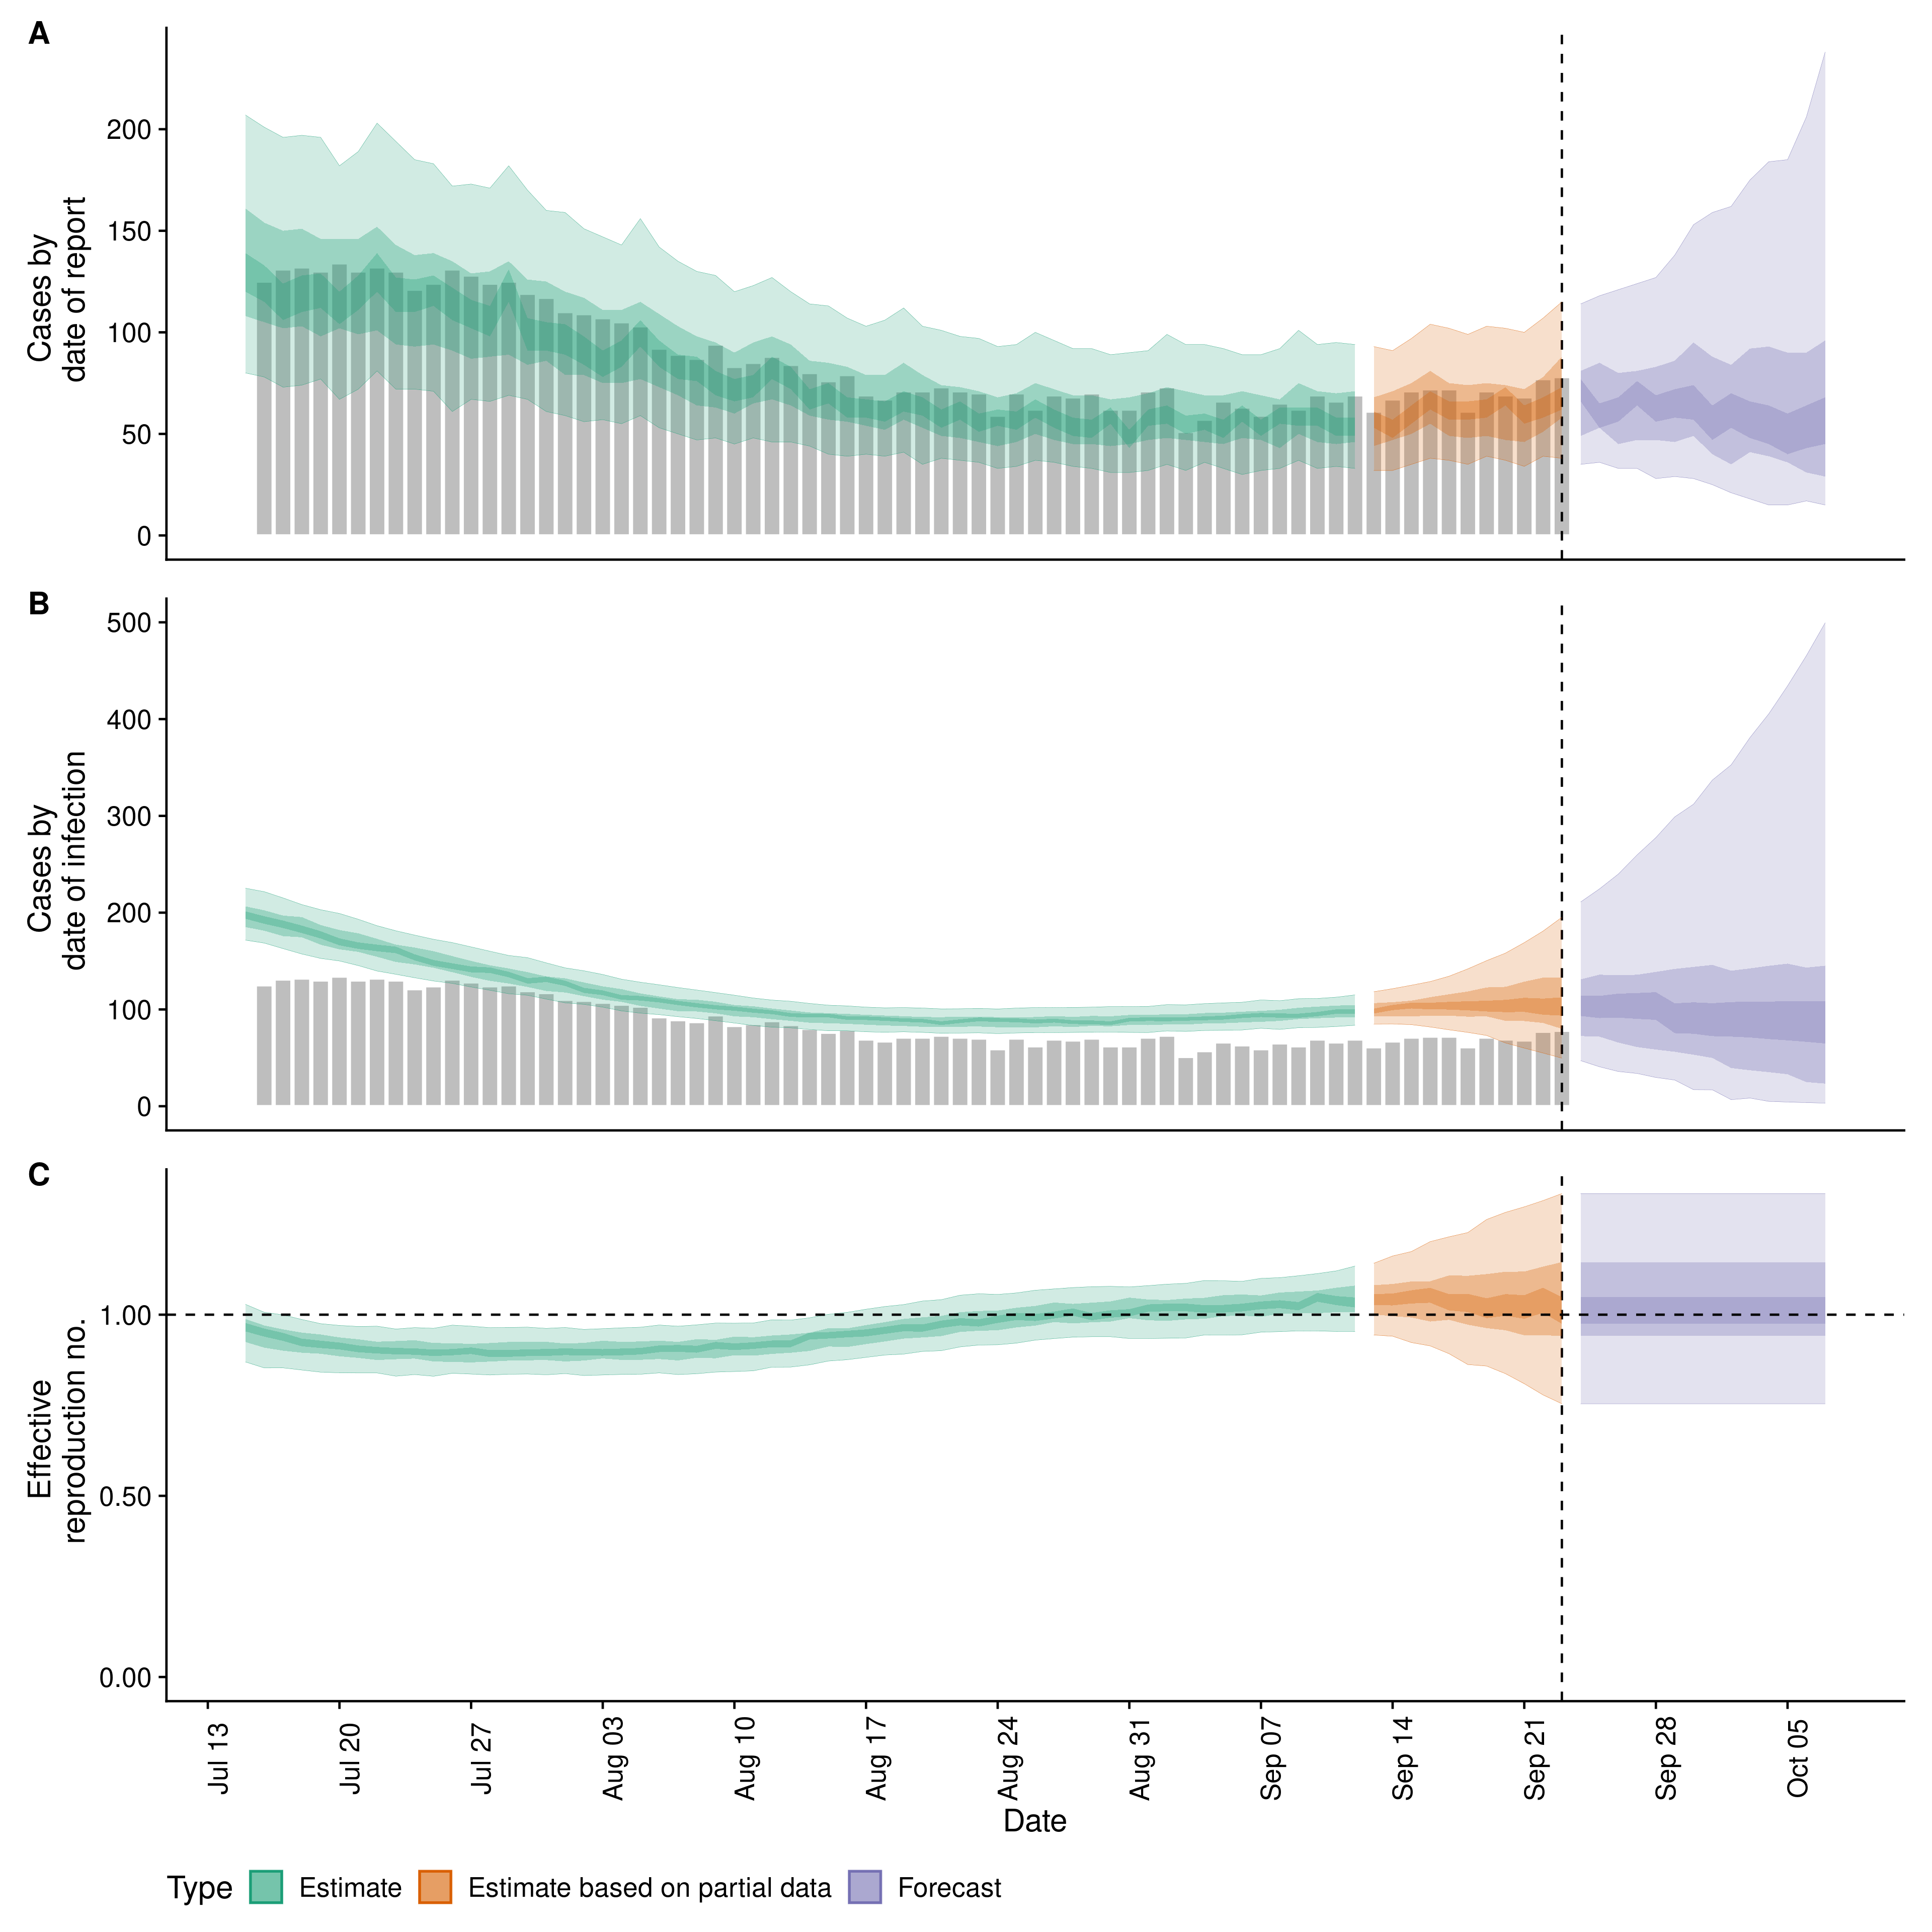 A
Cases by
date of report
200
150
100
50
0
B
Cases by
date of infection
500
400
300
200
100
0
C
Effective
reproduction no.
1.00
0.50
0.00
Jul 13
Jul 20
Jul 27
Aug 03
Aug 10
Aug 17
Aug 24
Aug 31
Sep 07
Sep 14
Sep 21
Sep 28
Oct 05
Date
Type Estimate Estimate based on partial data Forecast